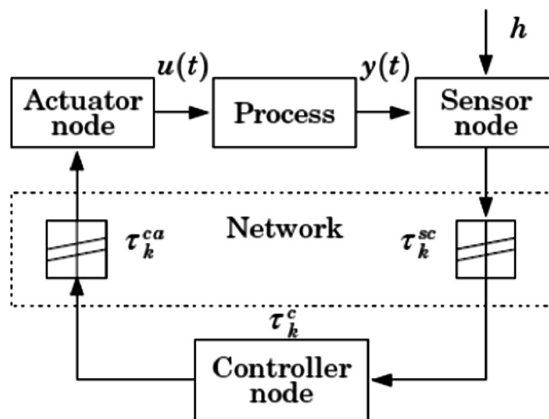 h
u(t)
y(t)
Actuator
node
Process
Sensor
node
τ_k^{ca}
Network
τ_k^{sc}
τ_k^{c}
Controller
node